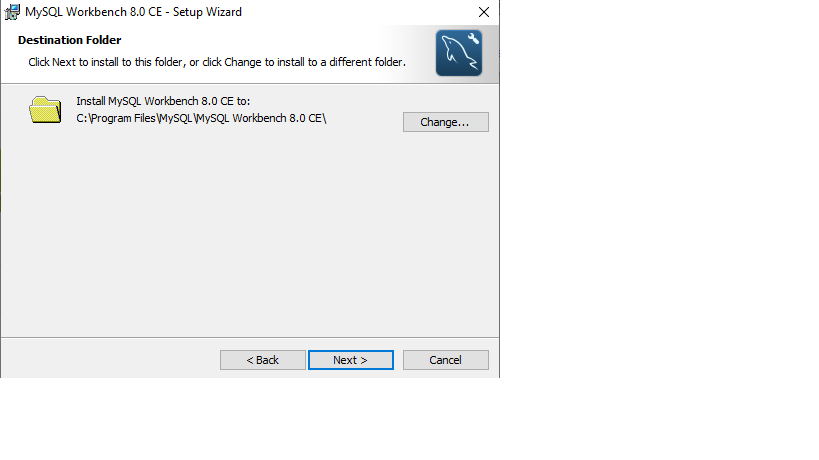 MySQL Workbench 8.0 CE - Setup Wizard
Destination Folder
Click Next to install to this folder, or click Change to install to a different folder.
Install MySQL Workbench 8.0 CE to:
C:\Program Files\MySQL\MySQL Workbench 8.0 CE\
Change...
< Back
Next >
Cancel